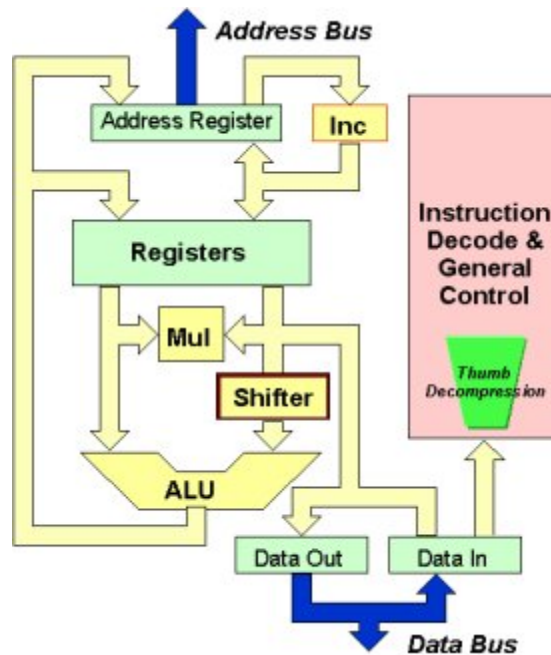 Address Bus
Address Register
Inc
Instruction
Decode &
General
Control
Registers
Mul
Thumb
Decompression
Shifter
ALU
Data Out
Data In
Data Bus